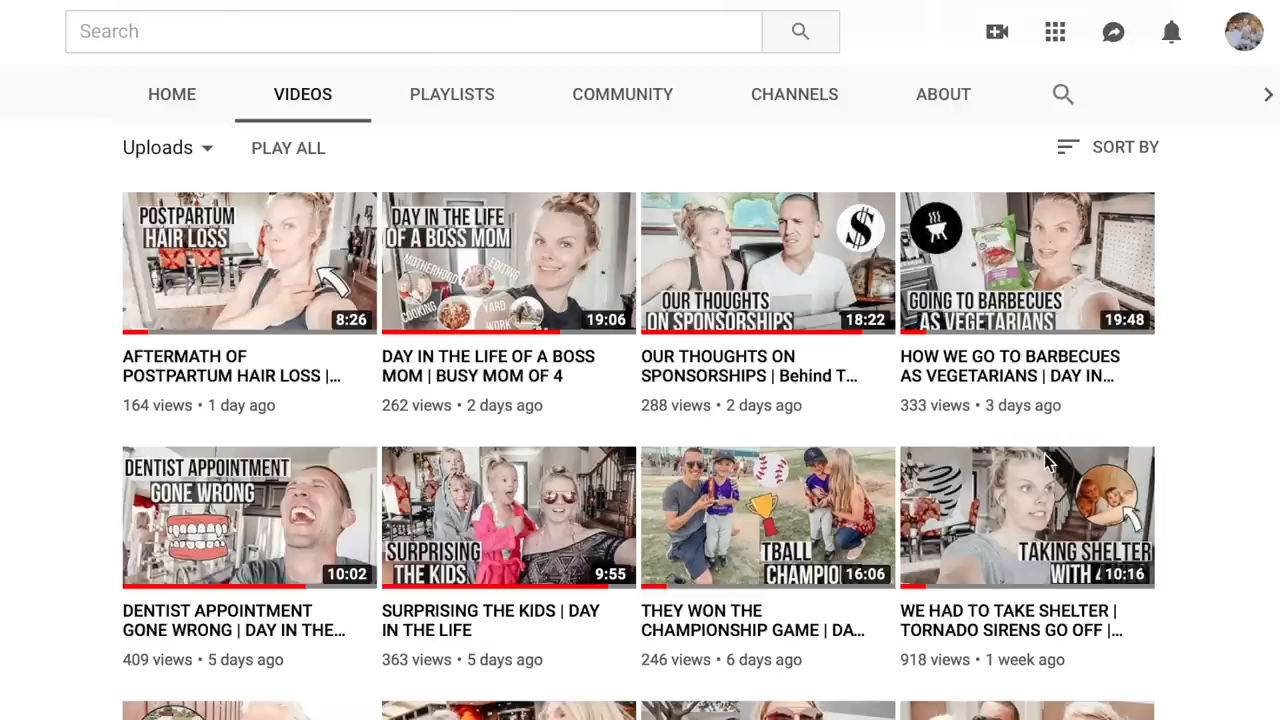 Search
HOME VIDEOS PLAYLISTS COMMUNITY CHANNELS ABOUT
Uploads PLAY ALL SORT BY
POSTPARTUM
HAIR LOSS
8:26
DAY IN THE LIFE
OF A BOSS MOM
MOTHERHOOD
EDITING
COOKING
YARD
WORK
19:06
$
OUR THOUGHTS
ON SPONSORSHIPS
18:22
GOING TO BARBECUES
AS VEGETARIANS
19:48
AFTERMATH OF
POSTPARTUM HAIR LOSS |...
164 views • 1 day ago
DAY IN THE LIFE OF A BOSS
MOM | BUSY MOM OF 4
262 views • 2 days ago
OUR THOUGHTS ON
SPONSORSHIPS | Behind T...
288 views • 2 days ago
HOW WE GO TO BARBECUES
AS VEGETARIANS | DAY IN...
333 views • 3 days ago
DENTIST APPOINTMENT
GONE WRONG
10:02
SURPRISING
THE KIDS
9:55
TBALL
CHAMPIO
16:06
TAKING SHELTER
WITH 4
10:16
DENTIST APPOINTMENT
GONE WRONG | DAY IN THE...
409 views • 5 days ago
SURPRISING THE KIDS | DAY
IN THE LIFE
363 views • 5 days ago
THEY WON THE
CHAMPIONSHIP GAME | DA...
246 views • 6 days ago
WE HAD TO TAKE SHELTER |
TORNADO SIRENS GO OFF |...
918 views • 1 week ago